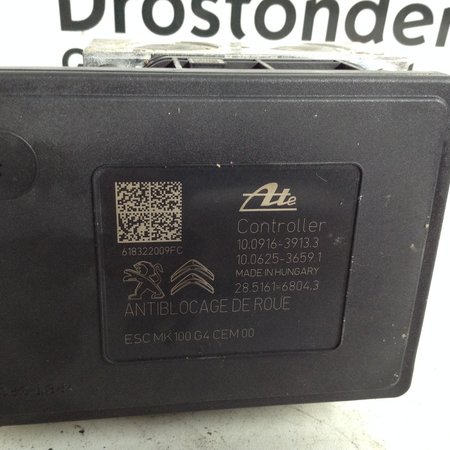 Drostonder
Ate
Controller
10.0916-3913.3
10.0625-3659.1
MADE IN HUNGARY
28.5161-6804.3
618322009FC
ANTIBLOCAGE DE ROUE
ESC MK100 G4 CEM 00